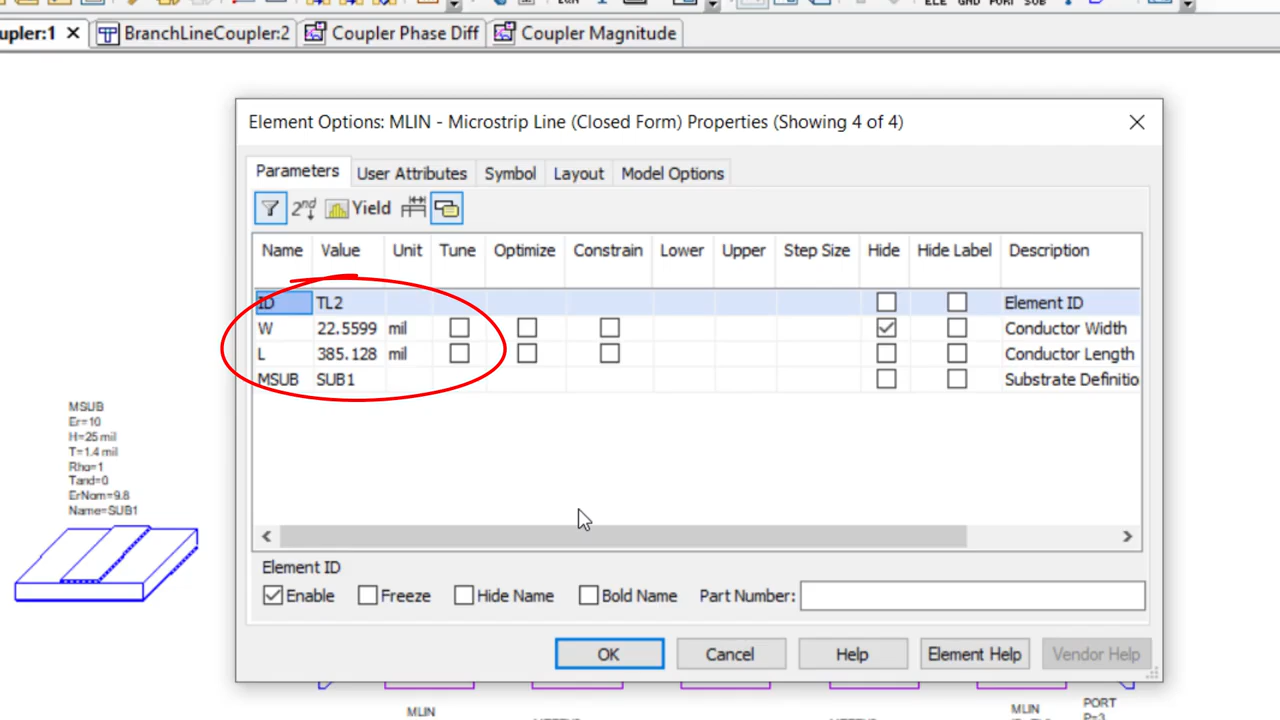 ELE GND PORT SUB
upler:1 BranchLineCoupler:2 Coupler Phase Diff Coupler Magnitude
Element Options: MLIN - Microstrip Line (Closed Form) Properties (Showing 4 of 4)
Parameters User Attributes Symbol Layout Model Options
2nd Yield
Name Value Unit Tune Optimize Constrain Lower Upper Step Size Hide Hide Label Description
ID TL2 Element ID
W 22.5599 mil Conductor Width
L 385.128 mil Conductor Length
MSUB SUB1 Substrate Definitio
MSUB
Er=10
H=25 mil
T=1.4 mil
Rho=1
Tand=0
ErNom=9.8
Name=SUB1
Element ID
Enable Freeze Hide Name Bold Name Part Number:
OK Cancel Help Element Help Vendor Help
MLIN
MLIN
PORT
P=3